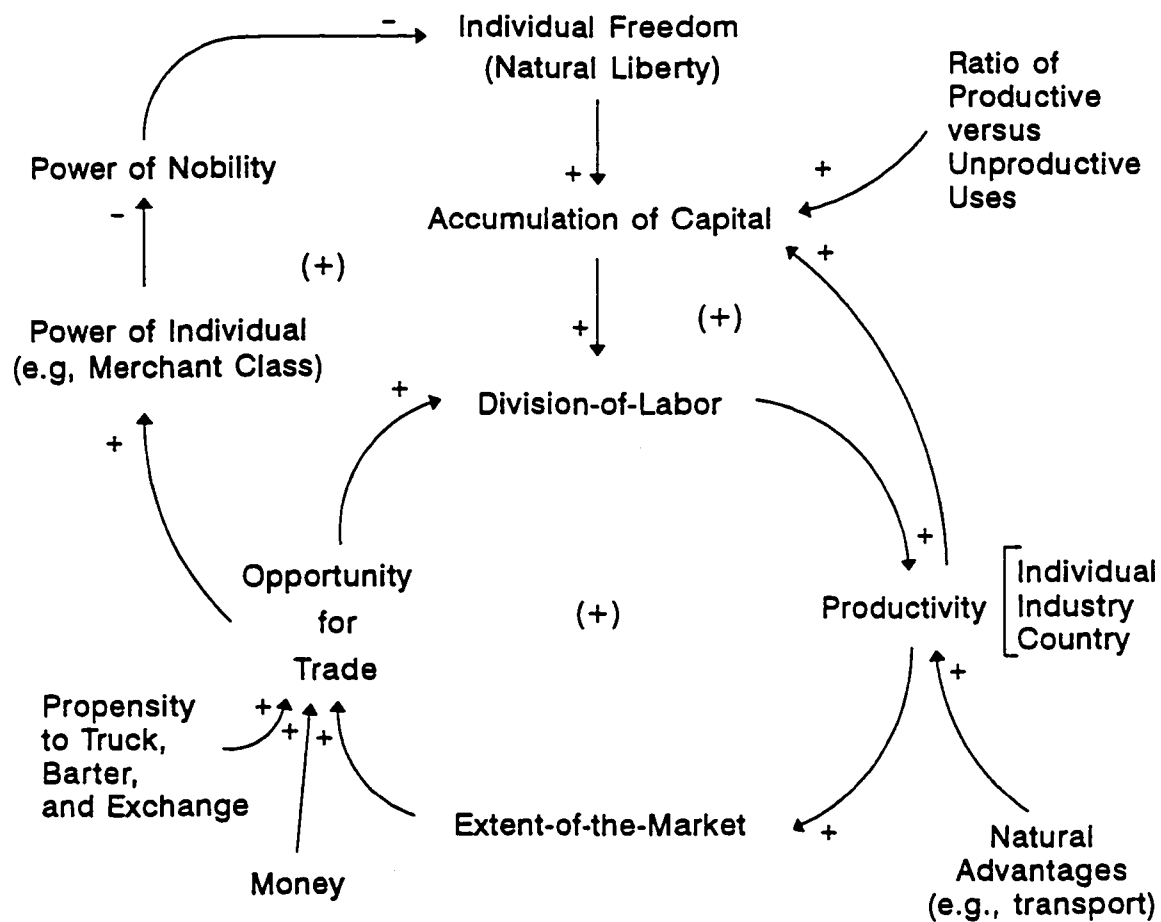 -
Individual Freedom
(Natural Liberty)
Ratio of
Productive
versus
Unproductive
Uses
Power of Nobility
+
+
-
Accumulation of Capital
+
(+)
(+)
+
Power of Individual
(e.g, Merchant Class)
+
Division-of-Labor
+
+
Opportunity
for
Trade
(+)
Productivity
Individual
Industry
Country
+
Propensity
to Truck,
Barter,
and Exchange
+
+
+
Extent-of-the-Market
+
Natural
Advantages
(e.g., transport)
Money